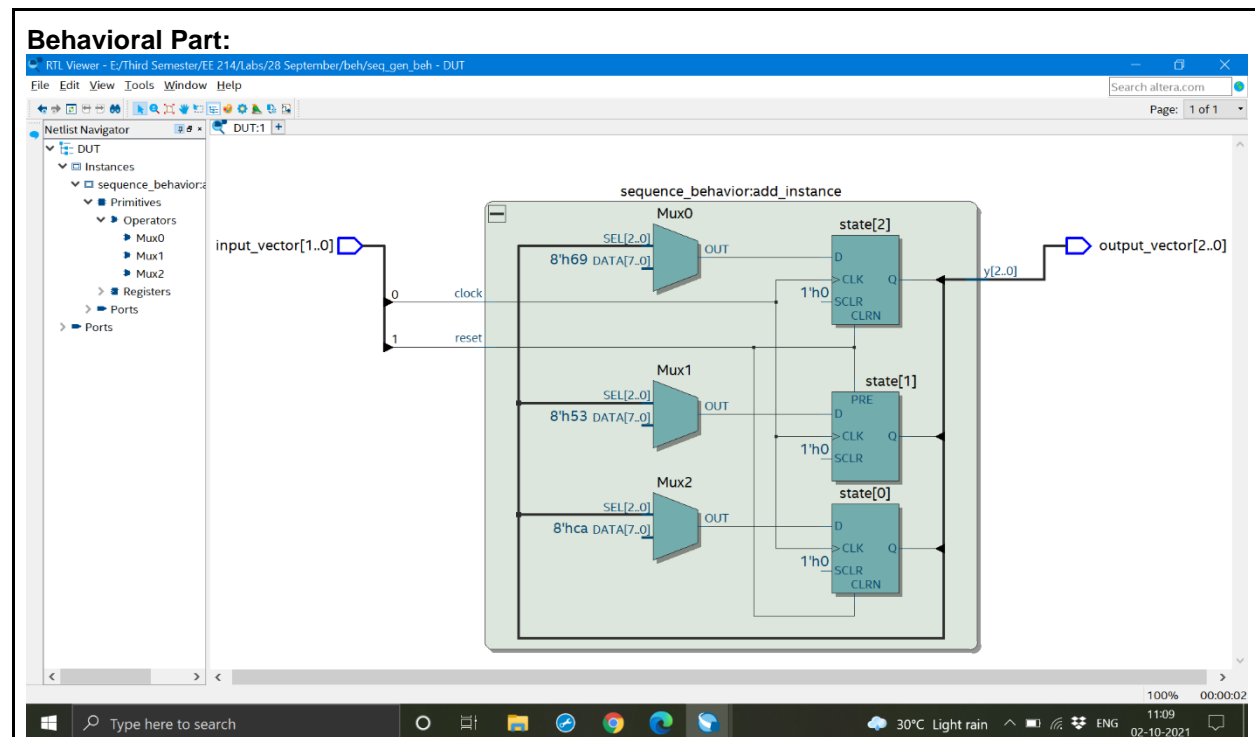 Behavioral Part:
RTL Viewer - E:/Third Semester/EE 214/Labs/28 September/beh/seq_gen_beh - DUT
File Edit View Tools Window Help
Search altera.com
Page: 1 of 1
Netlist Navigator
DUT:1
DUT
Instances
sequence_behavior:a
Primitives
Operators
Mux0
Mux1
Mux2
Registers
Ports
Ports
sequence_behavior:add_instance
Mux0
SEL[2..0]
8'h69 DATA[7..0]
OUT
state[2]
D
CLK Q
1'h0
SCLR
CLRN
input_vector[1..0]
output_vector[2..0]
y[2..0]
0 clock
1 reset
Mux1
SEL[2..0]
8'h53 DATA[7..0]
OUT
state[1]
PRE
D
CLK Q
1'h0
SCLR
Mux2
SEL[2..0]
8'hca DATA[7..0]
OUT
state[0]
D
CLK Q
1'h0
SCLR
CLRN
100% 00:00:02
Type here to search
30°C Light rain
ENG
11:09
02-10-2021